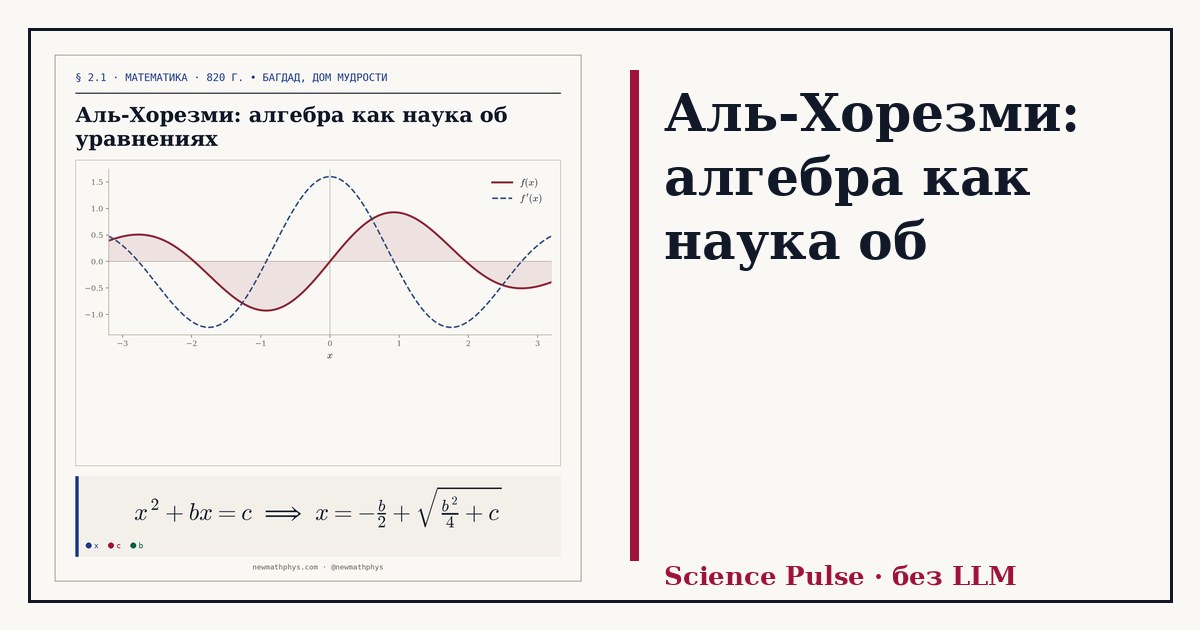 § 2.1 · МАТЕМАТИКА · 820 Г. • БАГДАД, ДОМ МУДРОСТИ
Аль-Хорезми: алгебра как наука об
уравнениях
1.5
1.0
0.5
0.0
−0.5
−1.0
f(x)
f′(x)
−3 −2 −1 0 1 2 3
x
x² + bx = c ⟹ x = −b/2 + √(b²/4 + c)
x c b
newmathphys.com · @newmathphys
Аль-Хорезми:
алгебра как
наука об
Science Pulse · без LLM